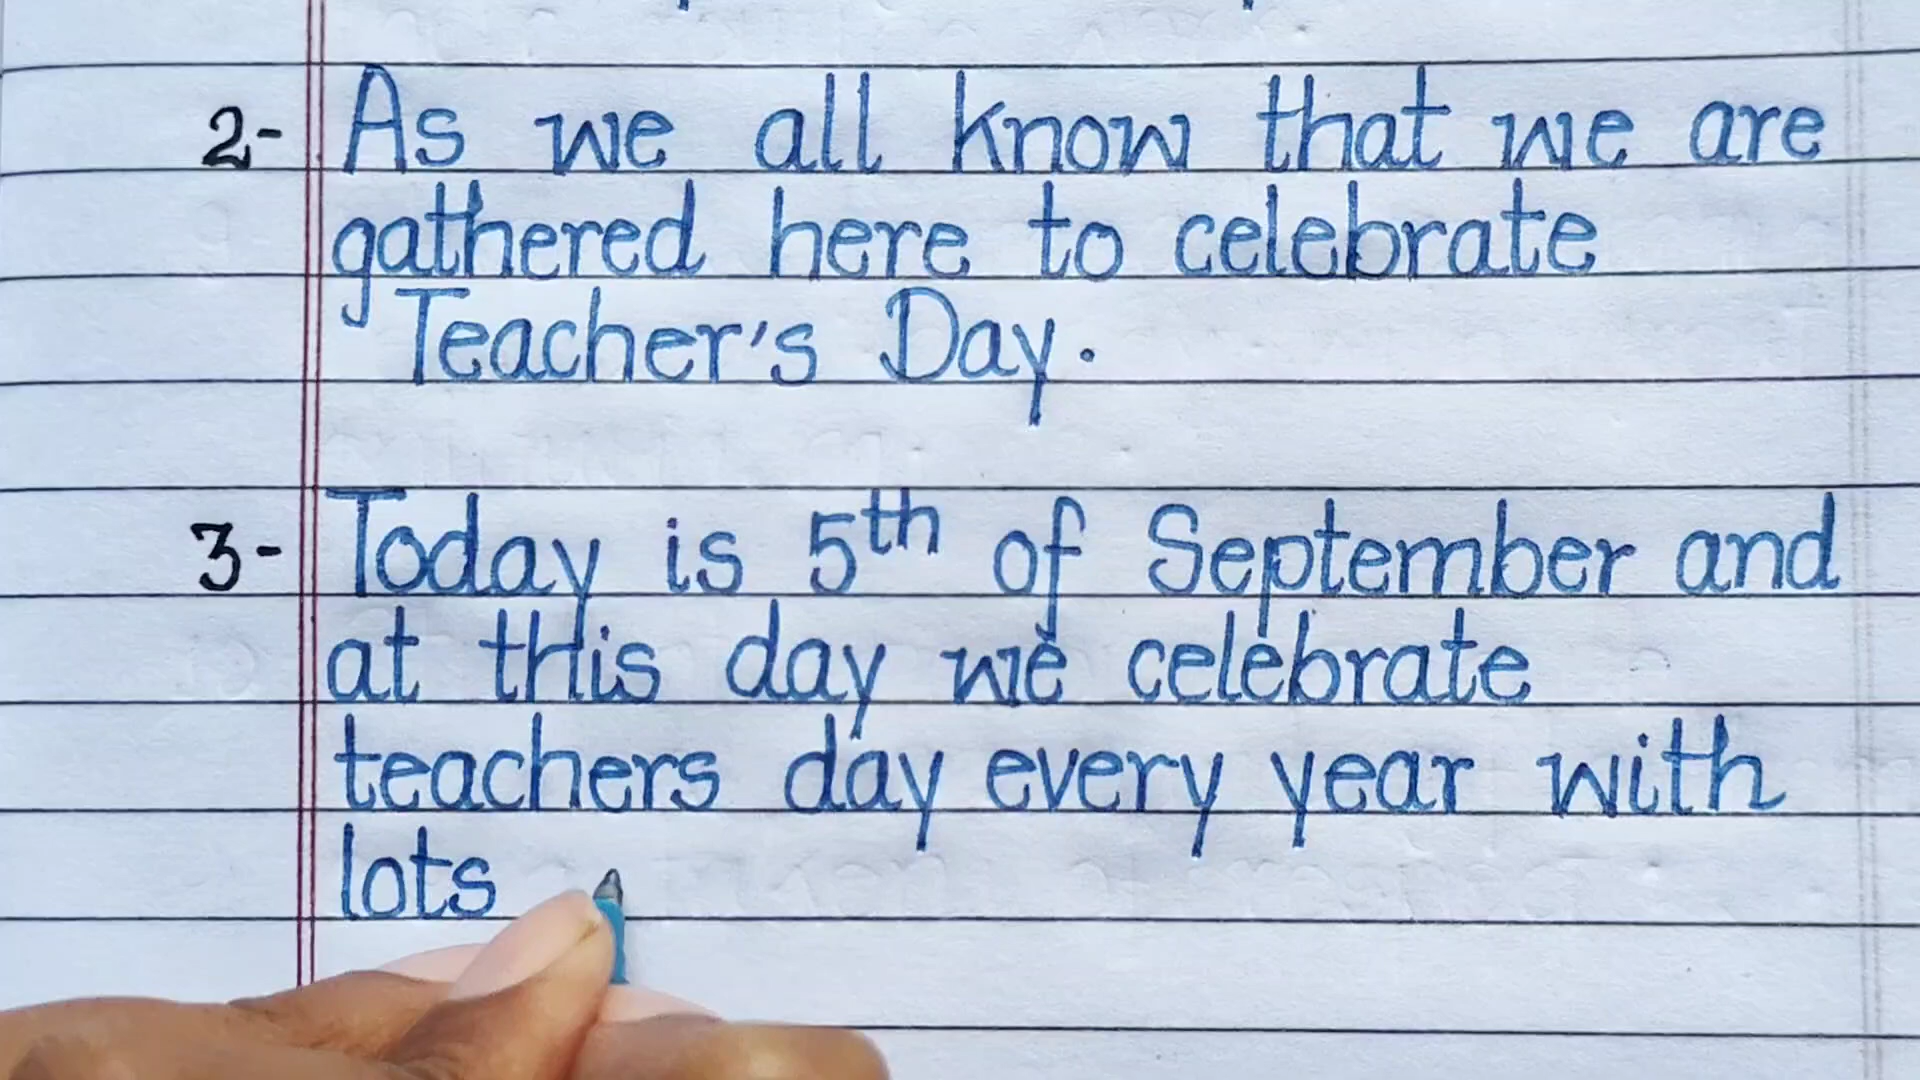 2- As we all know that we are
gathered here to celebrate
Teacher's Day.
3- Today is 5th of September and
at this day we celebrate
teachers day every year with
lots